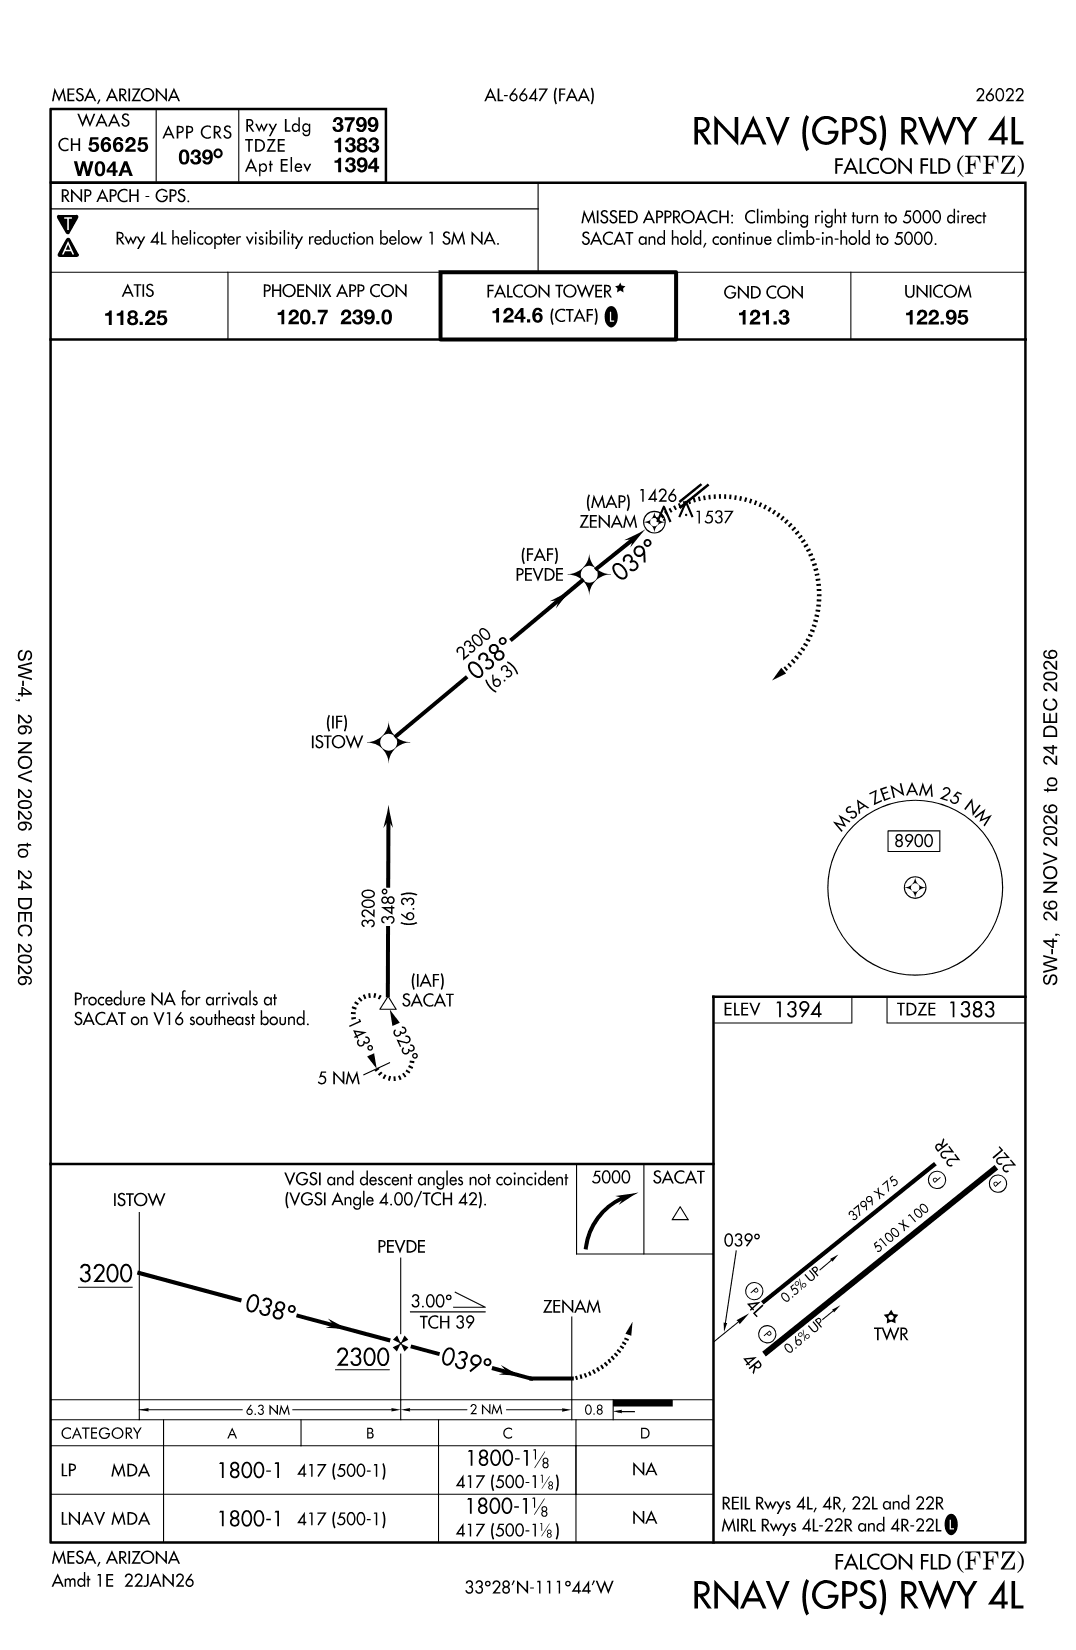 MESA, ARIZONA
AL-6647 (FAA)
26022
WAAS
CH 56625
W04A
APP CRS
039°
Rwy Ldg 3799
TDZE 1383
Apt Elev 1394
RNAV (GPS) RWY 4L
FALCON FLD (FFZ)
RNP APCH - GPS.
T
A
Rwy 4L helicopter visibility reduction below 1 SM NA.
MISSED APPROACH: Climbing right turn to 5000 direct
SACAT and hold, continue climb-in-hold to 5000.
ATIS
118.25
PHOENIX APP CON
120.7 239.0
FALCON TOWER★
124.6 (CTAF) L
GND CON
121.3
UNICOM
122.95
(MAP)
ZENAM
1426
1537
(FAF)
PEVDE
039°
2300
038°
(6.3)
(IF)
ISTOW
MSA ZENAM 25 NM
8900
3200
348°
(6.3)
(IAF)
SACAT
Procedure NA for arrivals at
SACAT on V16 southeast bound.
143°
323°
5 NM
SW-4, 26 NOV 2026 to 24 DEC 2026
SW-4, 26 NOV 2026 to 24 DEC 2026
ELEV 1394
TDZE 1383
22R
22L
P
P
3799 X 75
5100 X 100
039°
P
4L
0.5% UP
P
4R
0.6% UP
TWR
REIL Rwys 4L, 4R, 22L and 22R
MIRL Rwys 4L-22R and 4R-22L L
VGSI and descent angles not coincident
(VGSI Angle 4.00/TCH 42).
5000
SACAT
ISTOW
PEVDE
ZENAM
3200
038°
3.00°
TCH 39
2300
039°
6.3 NM
2 NM
0.8
CATEGORY A B C D
LP MDA 1800-1 417 (500-1) 1800-1⅛ 417 (500-1⅛) NA
LNAV MDA 1800-1 417 (500-1) 1800-1⅛ 417 (500-1⅛) NA
MESA, ARIZONA
Amdt 1E 22JAN26
33°28'N-111°44'W
FALCON FLD (FFZ)
RNAV (GPS) RWY 4L